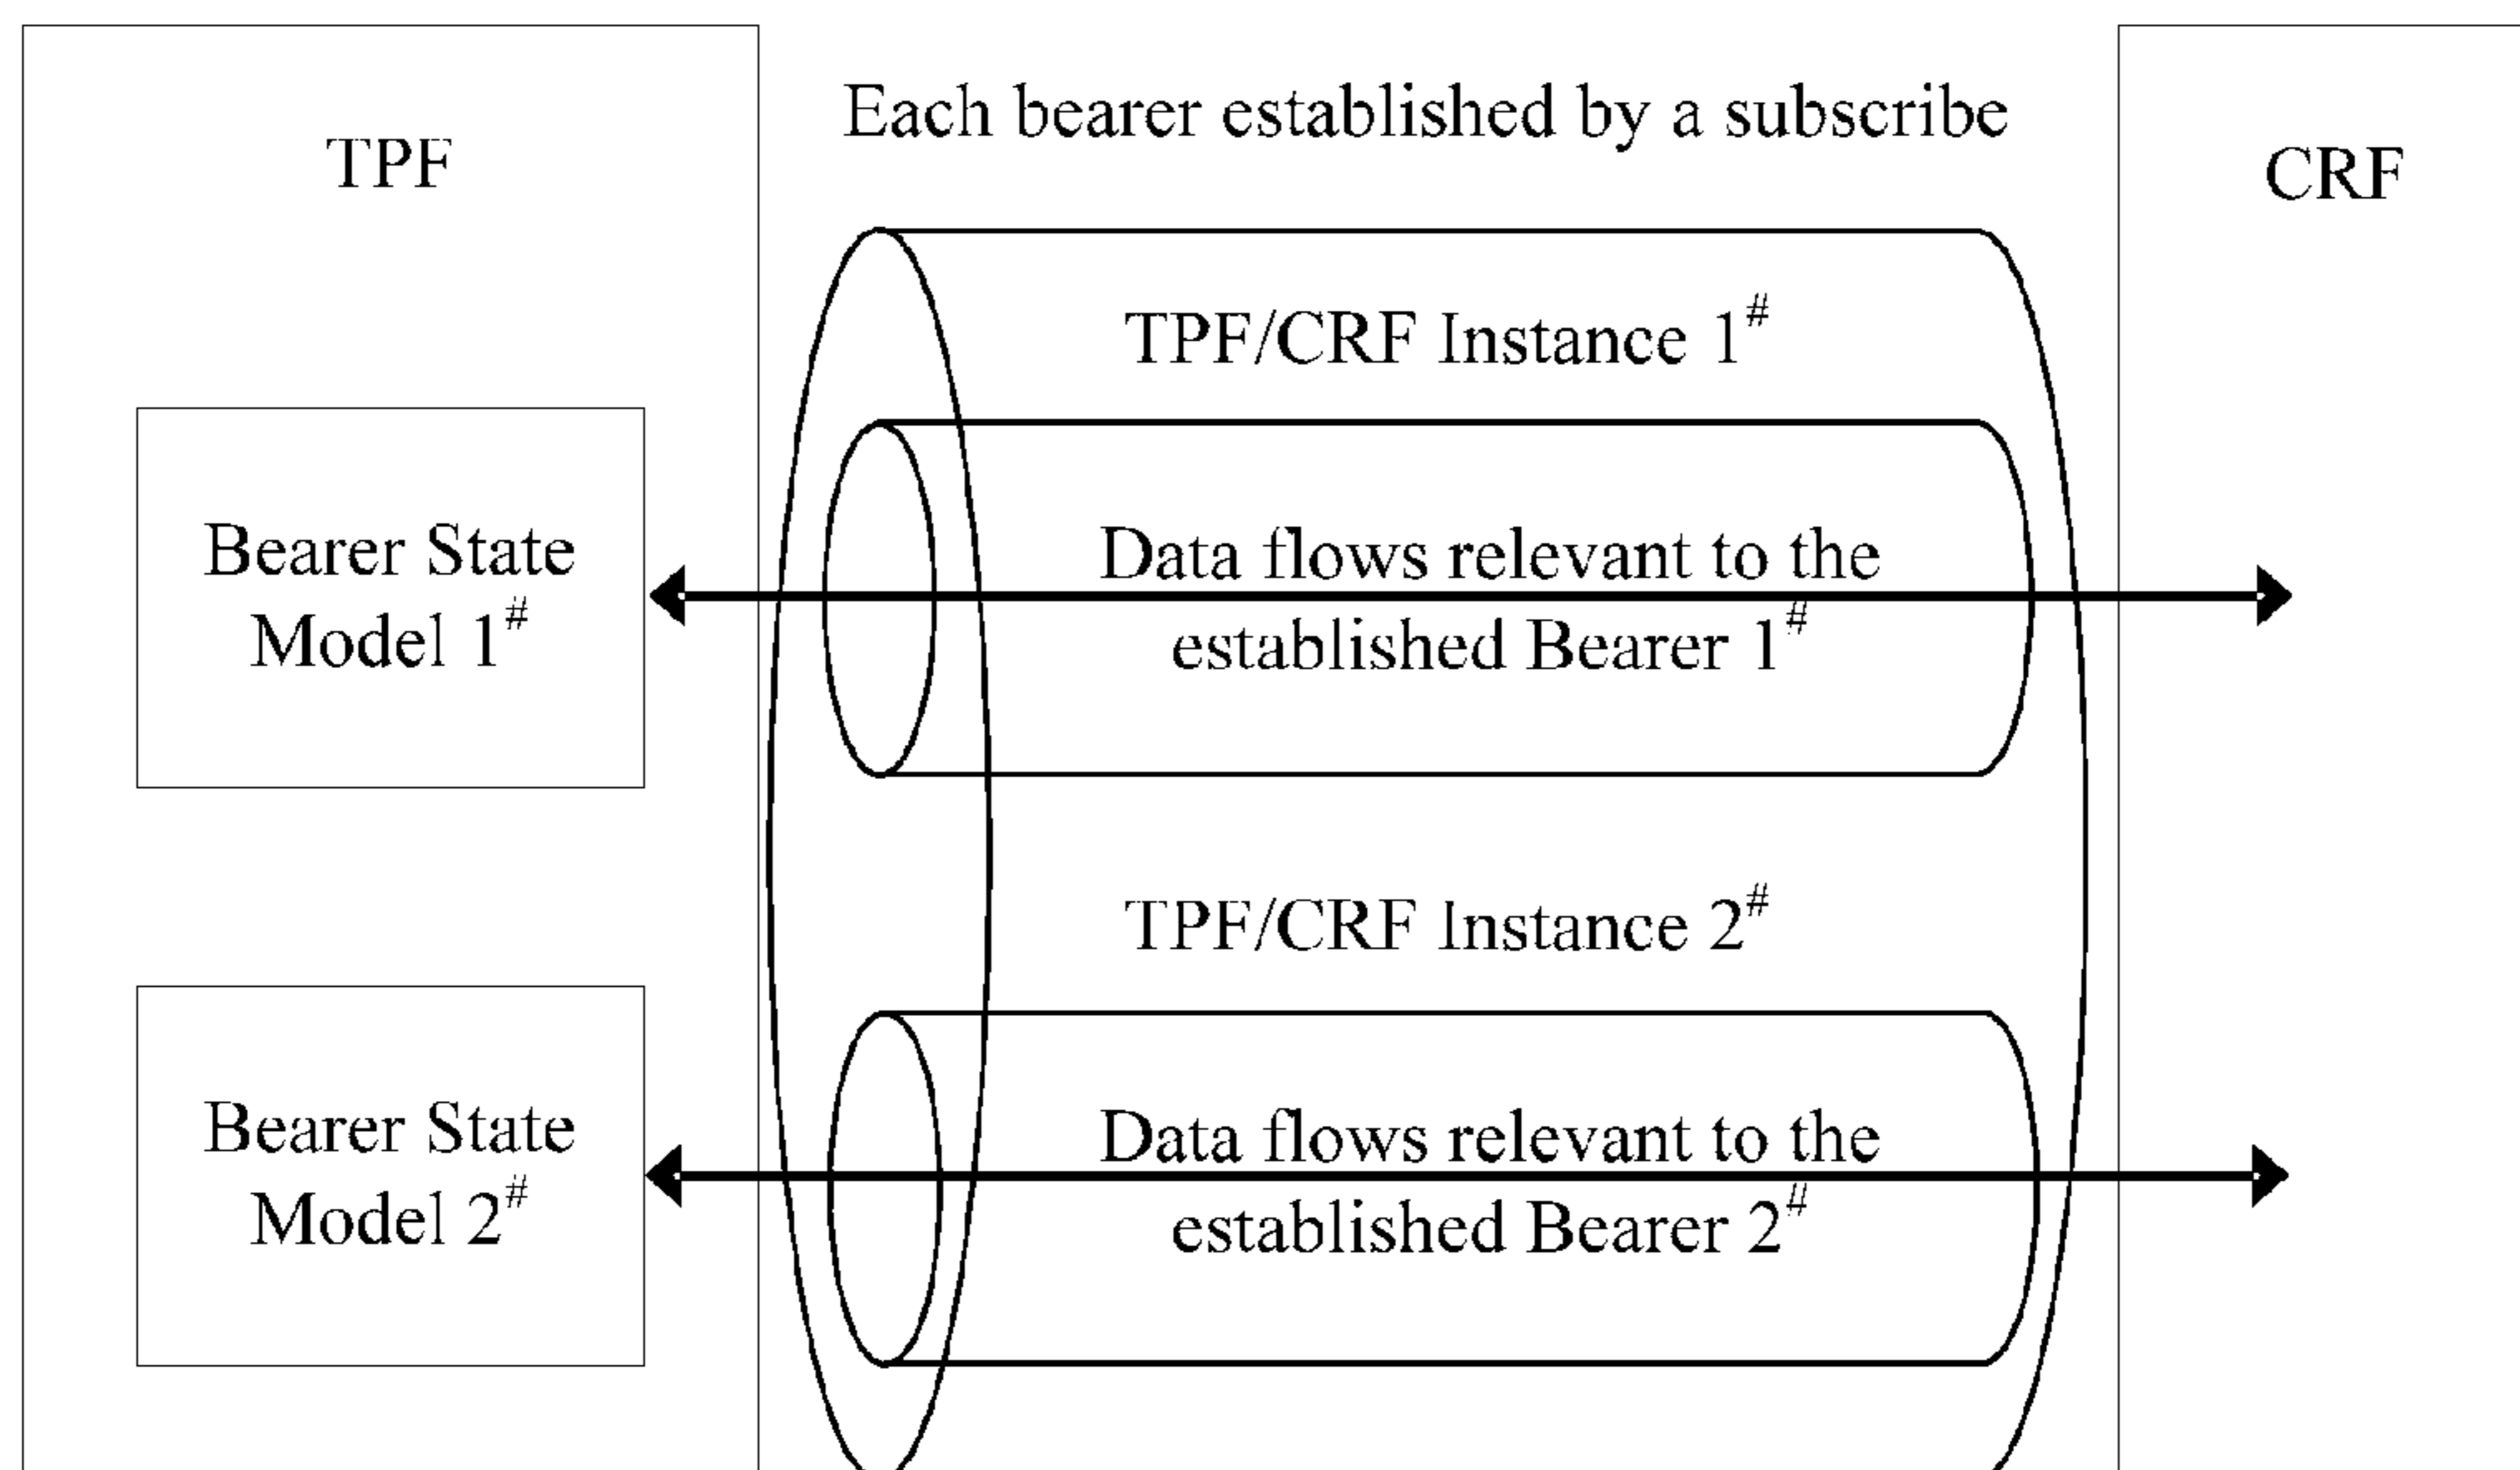 Each bearer established by a subscribe
TPF
CRF
TPF/CRF Instance 1#
Bearer State
Model 1#
Data flows relevant to the
established Bearer 1#
TPF/CRF Instance 2#
Bearer State
Model 2#
Data flows relevant to the
established Bearer 2#